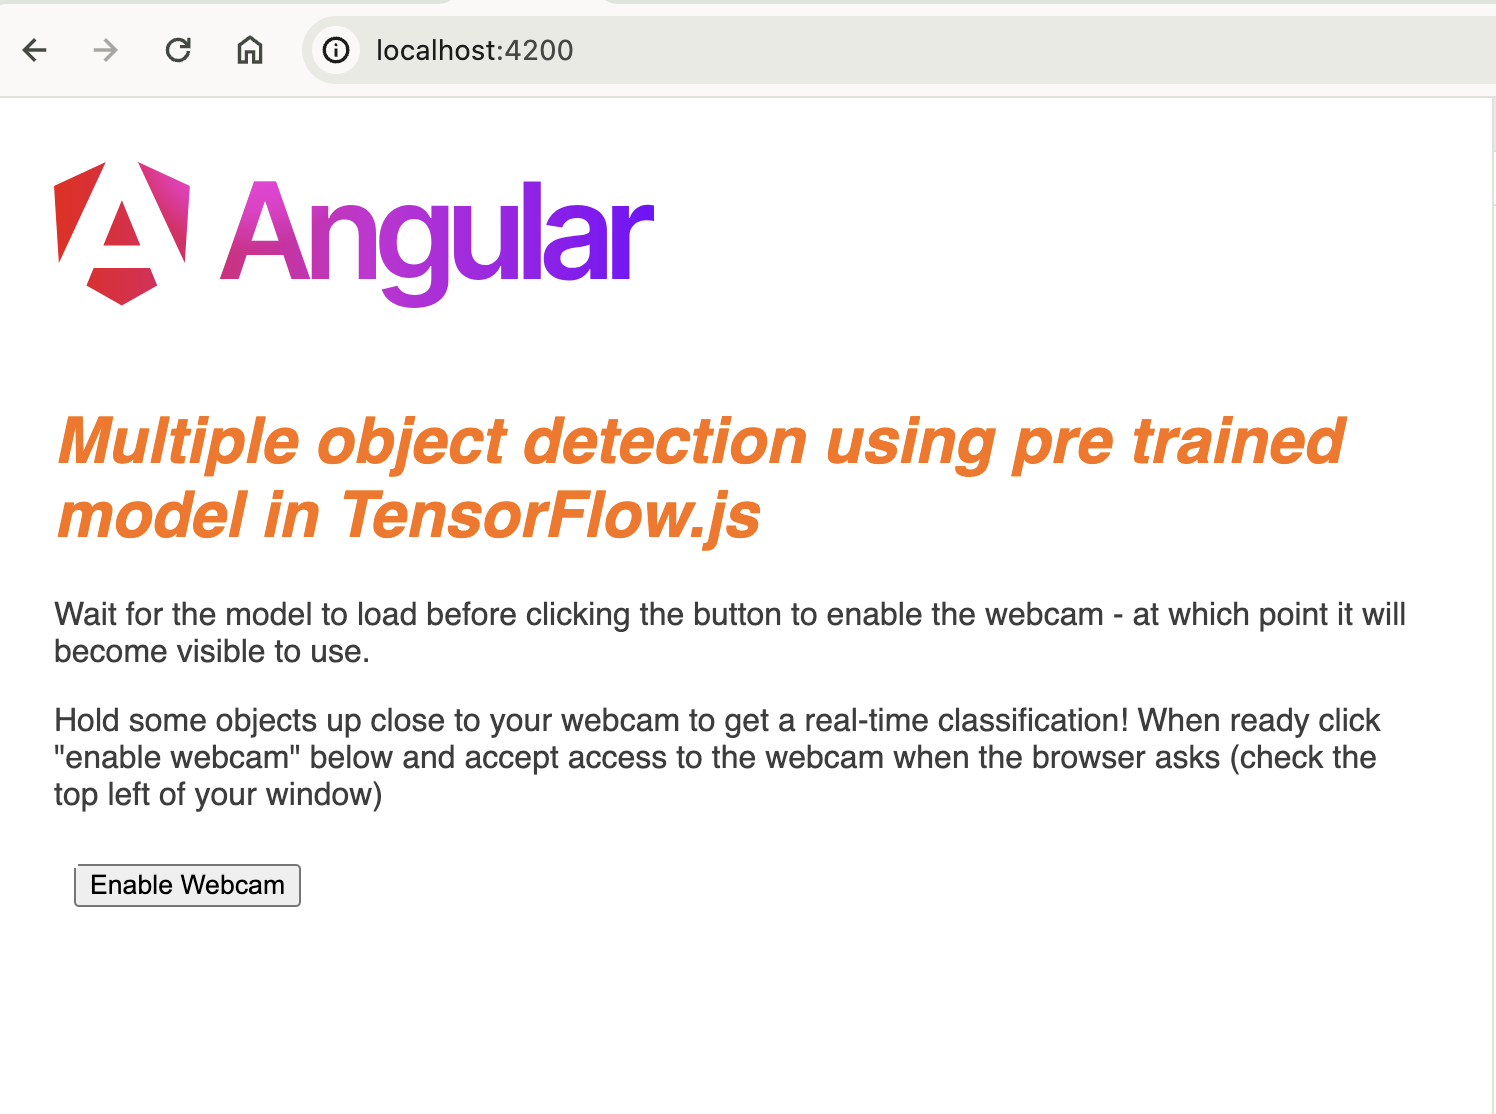 localhost:4200
Angular
Multiple object detection using pre trained
model in TensorFlow.js
Wait for the model to load before clicking the button to enable the webcam - at which point it will
become visible to use.
Hold some objects up close to your webcam to get a real-time classification! When ready click
"enable webcam" below and accept access to the webcam when the browser asks (check the
top left of your window)
Enable Webcam